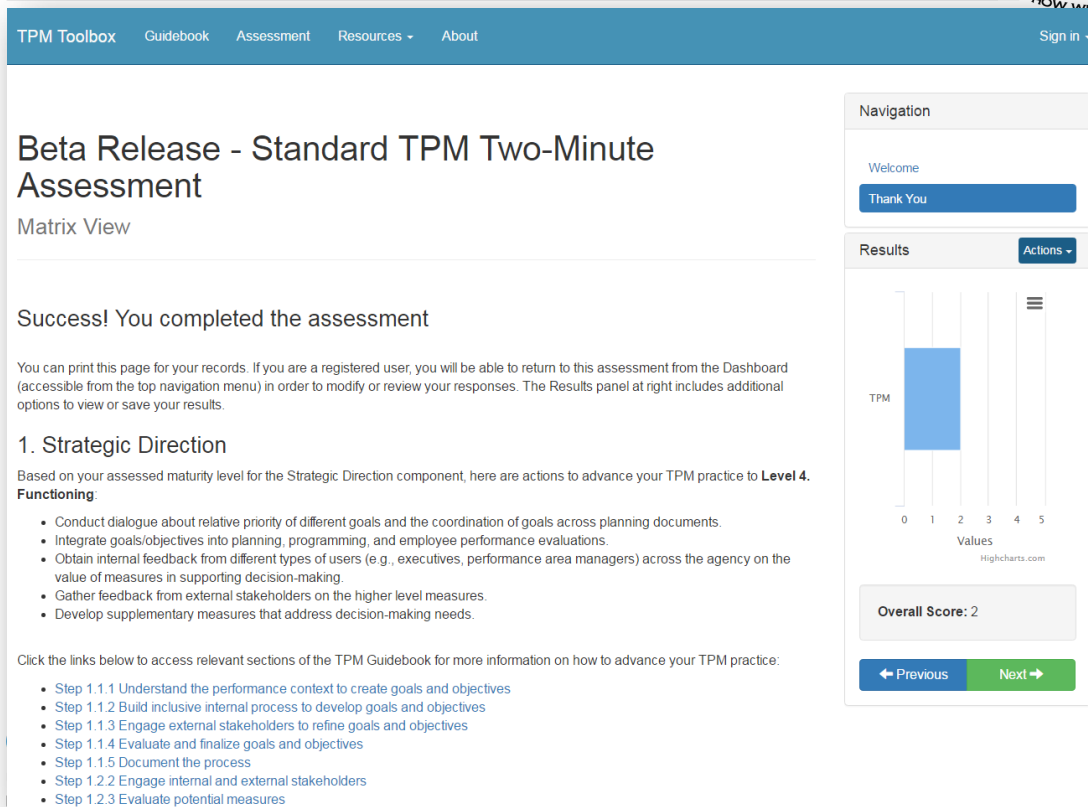 how w
TPM Toolbox Guidebook Assessment Resources About Sign in
Beta Release - Standard TPM Two-Minute
Assessment
Matrix View
Success! You completed the assessment
You can print this page for your records. If you are a registered user, you will be able to return to this assessment from the Dashboard
(accessible from the top navigation menu) in order to modify or review your responses. The Results panel at right includes additional
options to view or save your results.
1. Strategic Direction
Based on your assessed maturity level for the Strategic Direction component, here are actions to advance your TPM practice to Level 4.
Functioning:
• Conduct dialogue about relative priority of different goals and the coordination of goals across planning documents.
• Integrate goals/objectives into planning, programming, and employee performance evaluations.
• Obtain internal feedback from different types of users (e.g., executives, performance area managers) across the agency on the
value of measures in supporting decision-making.
• Gather feedback from external stakeholders on the higher level measures.
• Develop supplementary measures that address decision-making needs.
Click the links below to access relevant sections of the TPM Guidebook for more information on how to advance your TPM practice:
• Step 1.1.1 Understand the performance context to create goals and objectives
• Step 1.1.2 Build inclusive internal process to develop goals and objectives
• Step 1.1.3 Engage external stakeholders to refine goals and objectives
• Step 1.1.4 Evaluate and finalize goals and objectives
• Step 1.1.5 Document the process
• Step 1.2.2 Engage internal and external stakeholders
• Step 1.2.3 Evaluate potential measures
Navigation
Welcome
Thank You
Results Actions
TPM
0 1 2 3 4 5
Values
Highcharts.com
Overall Score: 2
Previous Next